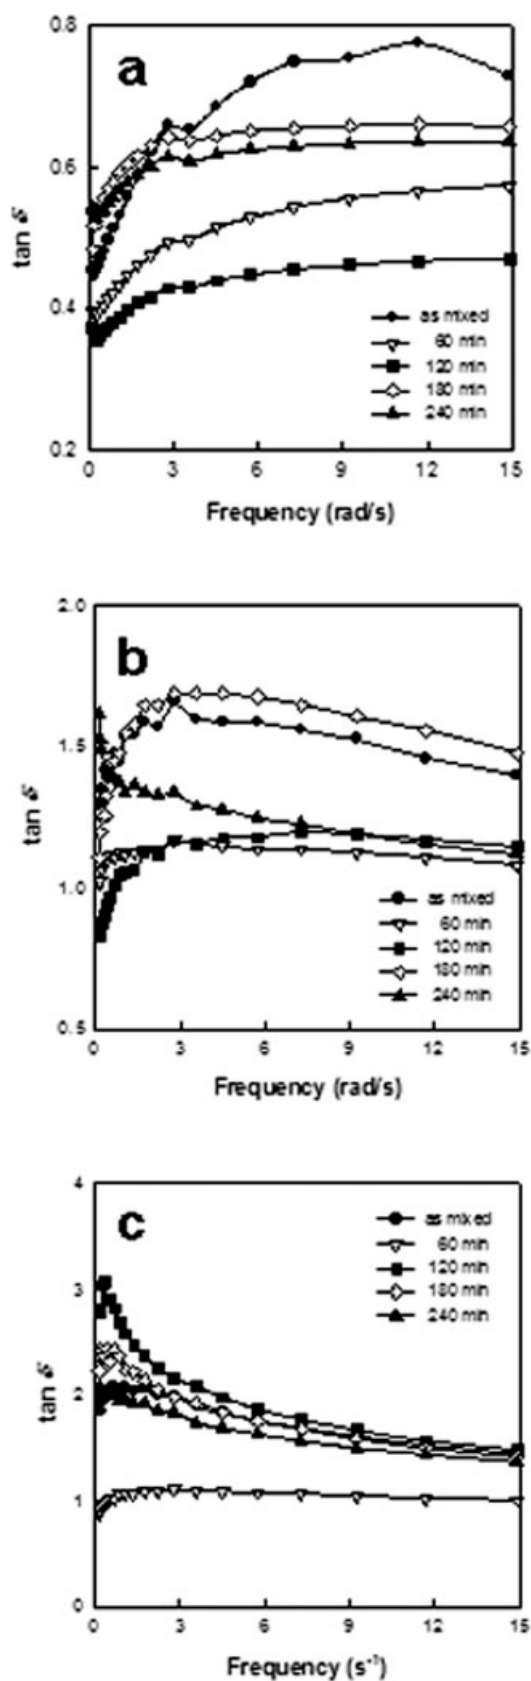 a
0.8
0.6
0.4
0.2
tan δ
as mixed
60 min
120 min
180 min
240 min
0 3 6 9 12 15
Frequency (rad/s)
b
2.0
1.5
1.0
0.5
tan δ
as mixed
60 min
120 min
180 min
240 min
0 3 6 9 12 15
Frequency (rad/s)
c
4
3
2
1
0
tan δ
as mixed
60 min
120 min
180 min
240 min
0 3 6 9 12 15
Frequency (s⁻¹)